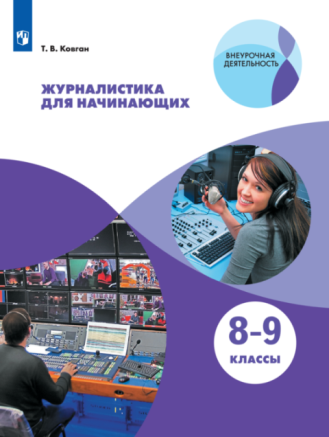 Т. В. Ковган
ВНЕУРОЧНАЯ
ДЕЯТЕЛЬНОСТЬ
ЖУРНАЛИСТИКА
ДЛЯ НАЧИНАЮЩИХ
8–9
КЛАССЫ